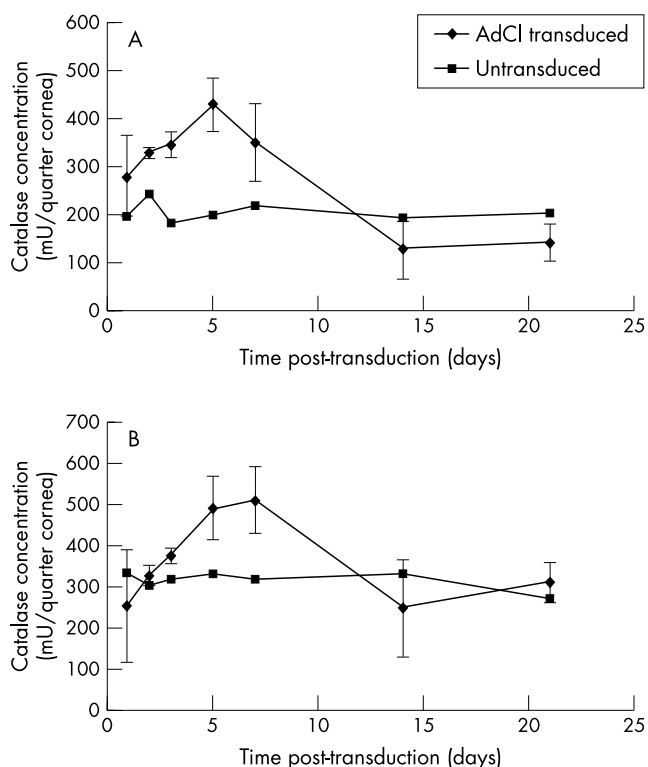 A
AdCl transduced
Untransduced
Catalase concentration
(mU/quarter cornea)
600
500
400
300
200
100
0
0 5 10 15 20 25
Time post-transduction (days)
B
Catalase concentration
(mU/quarter cornea)
700
600
500
400
300
200
100
0
0 5 10 15 20 25
Time post-transduction (days)